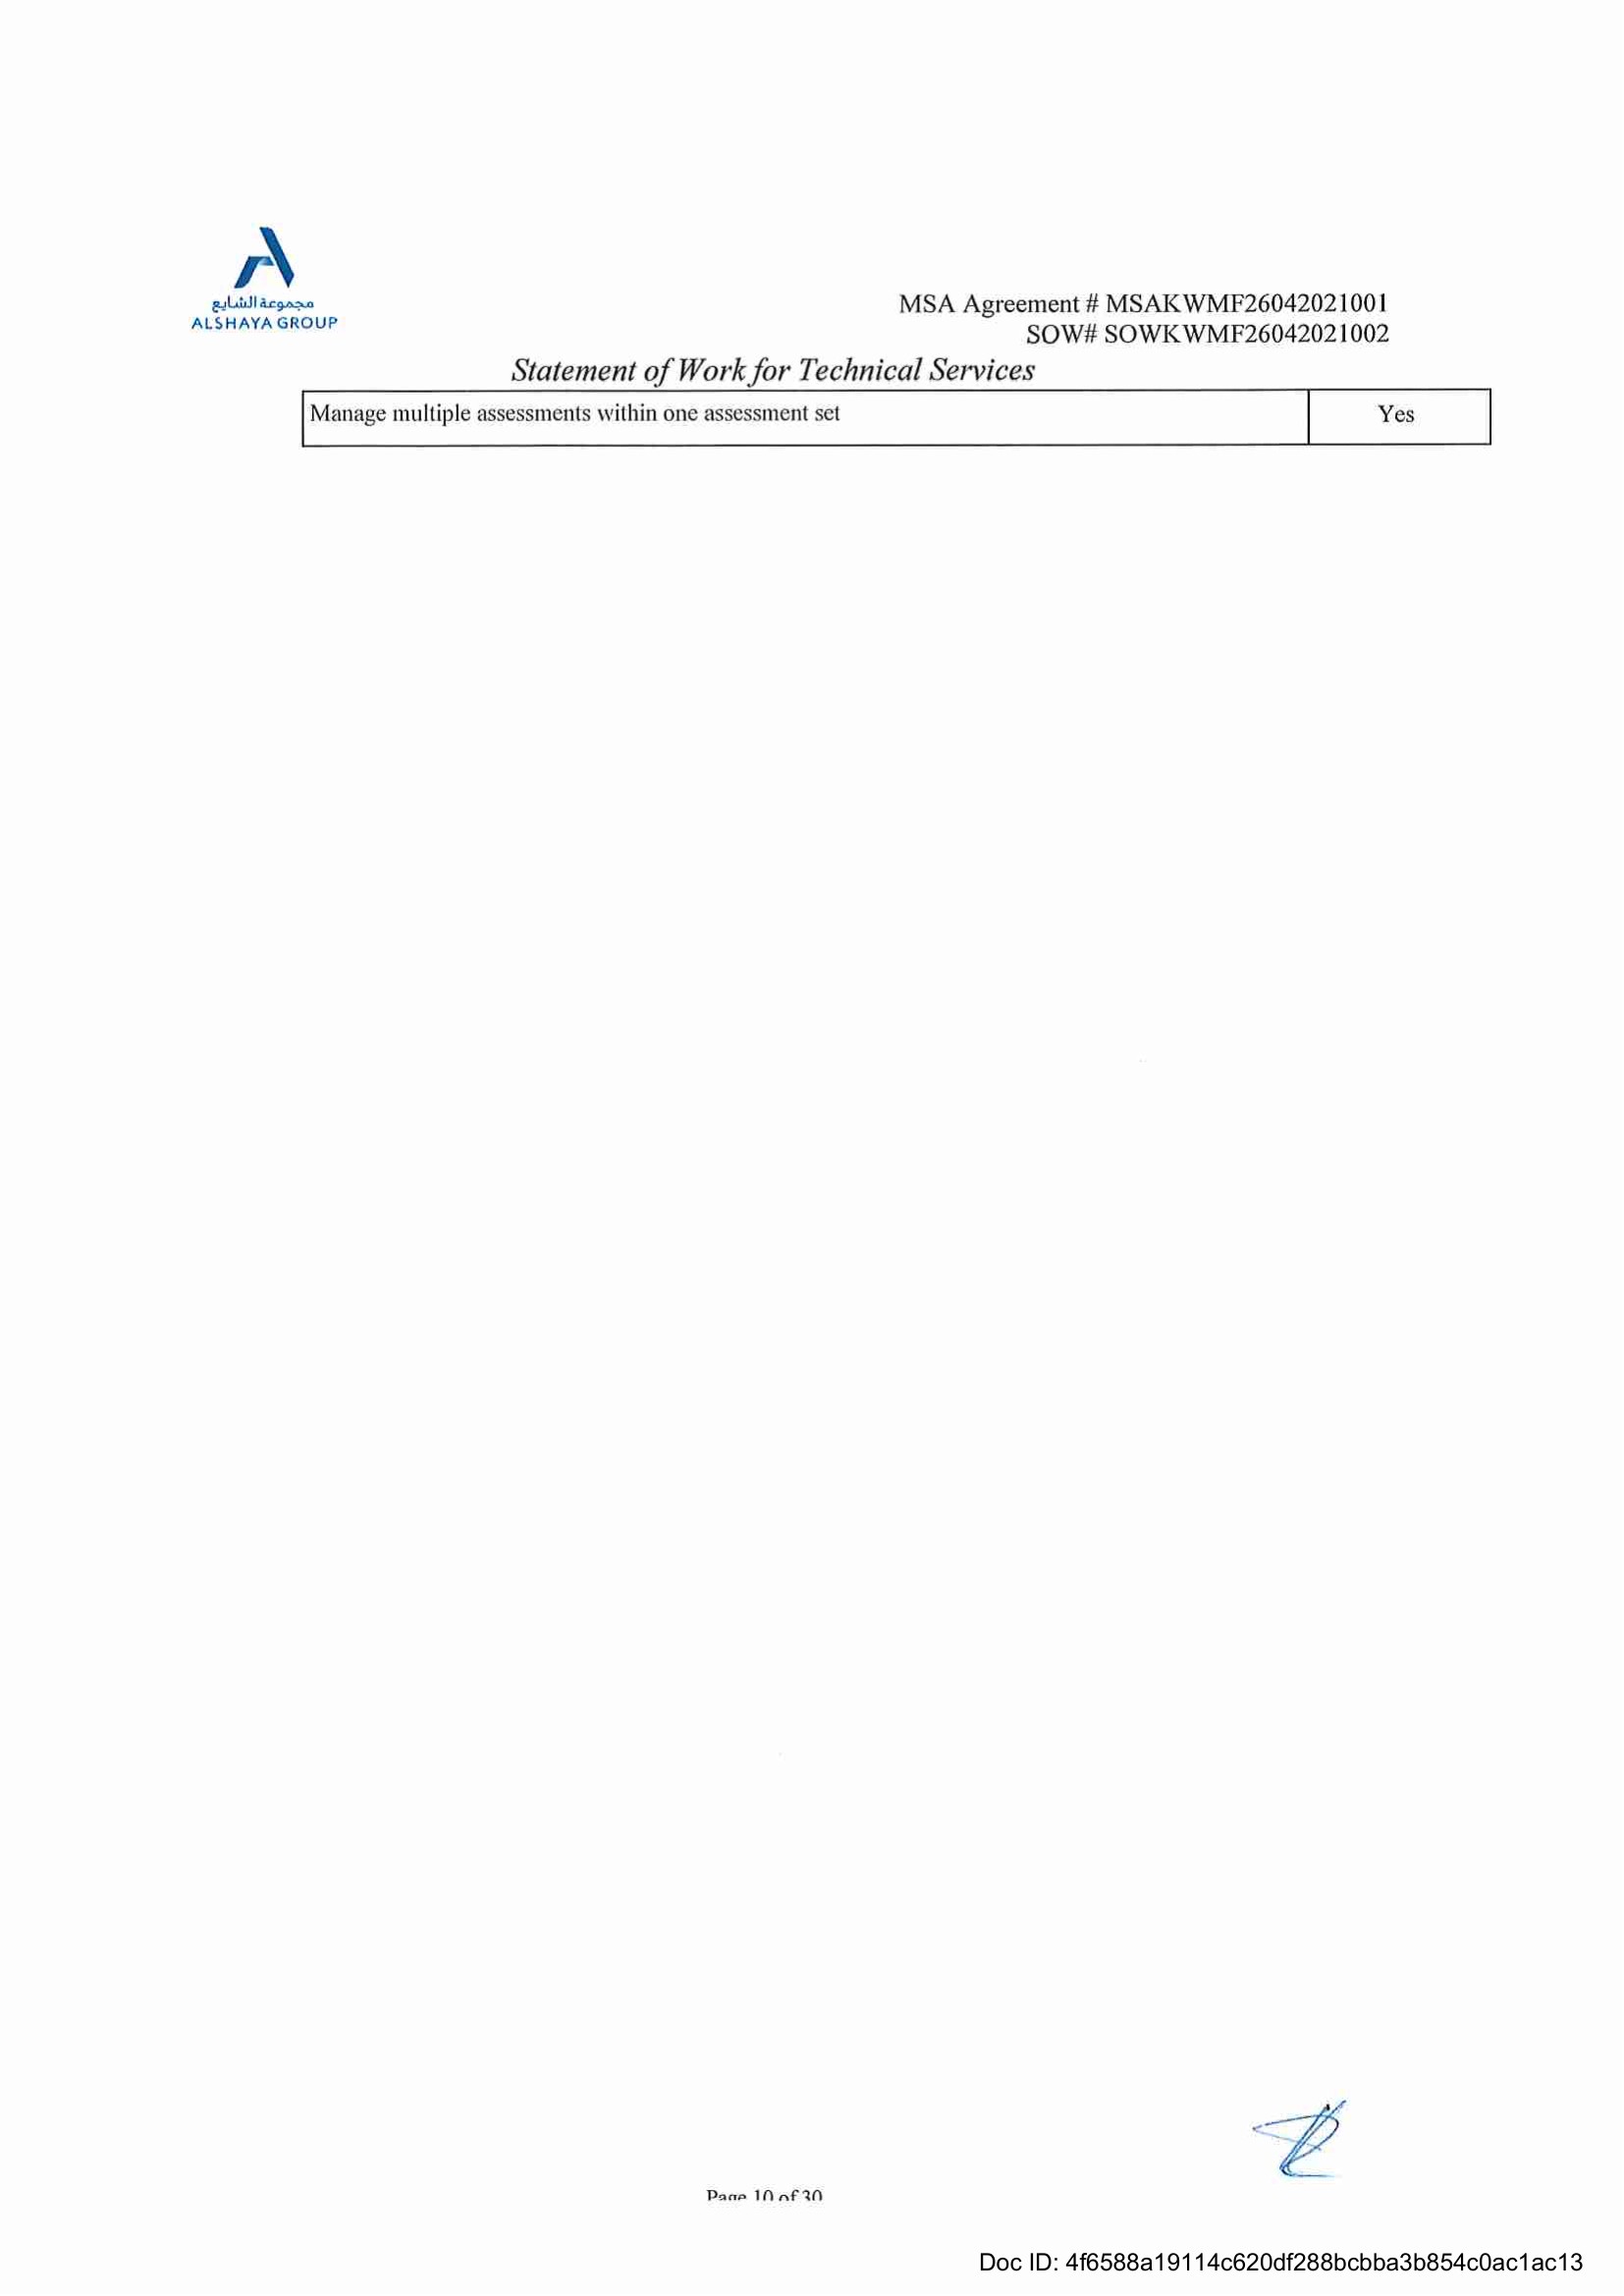 مجموعة الشايع
ALSHAYA GROUP
MSA Agreement # MSAKWMF26042021001
SOW# SOWKWMF26042021002
Statement of Work for Technical Services
Manage multiple assessments within one assessment set Yes
Page 10 of 30
Doc ID: 4f6588a19114c620df288bcbba3b854c0ac1ac13